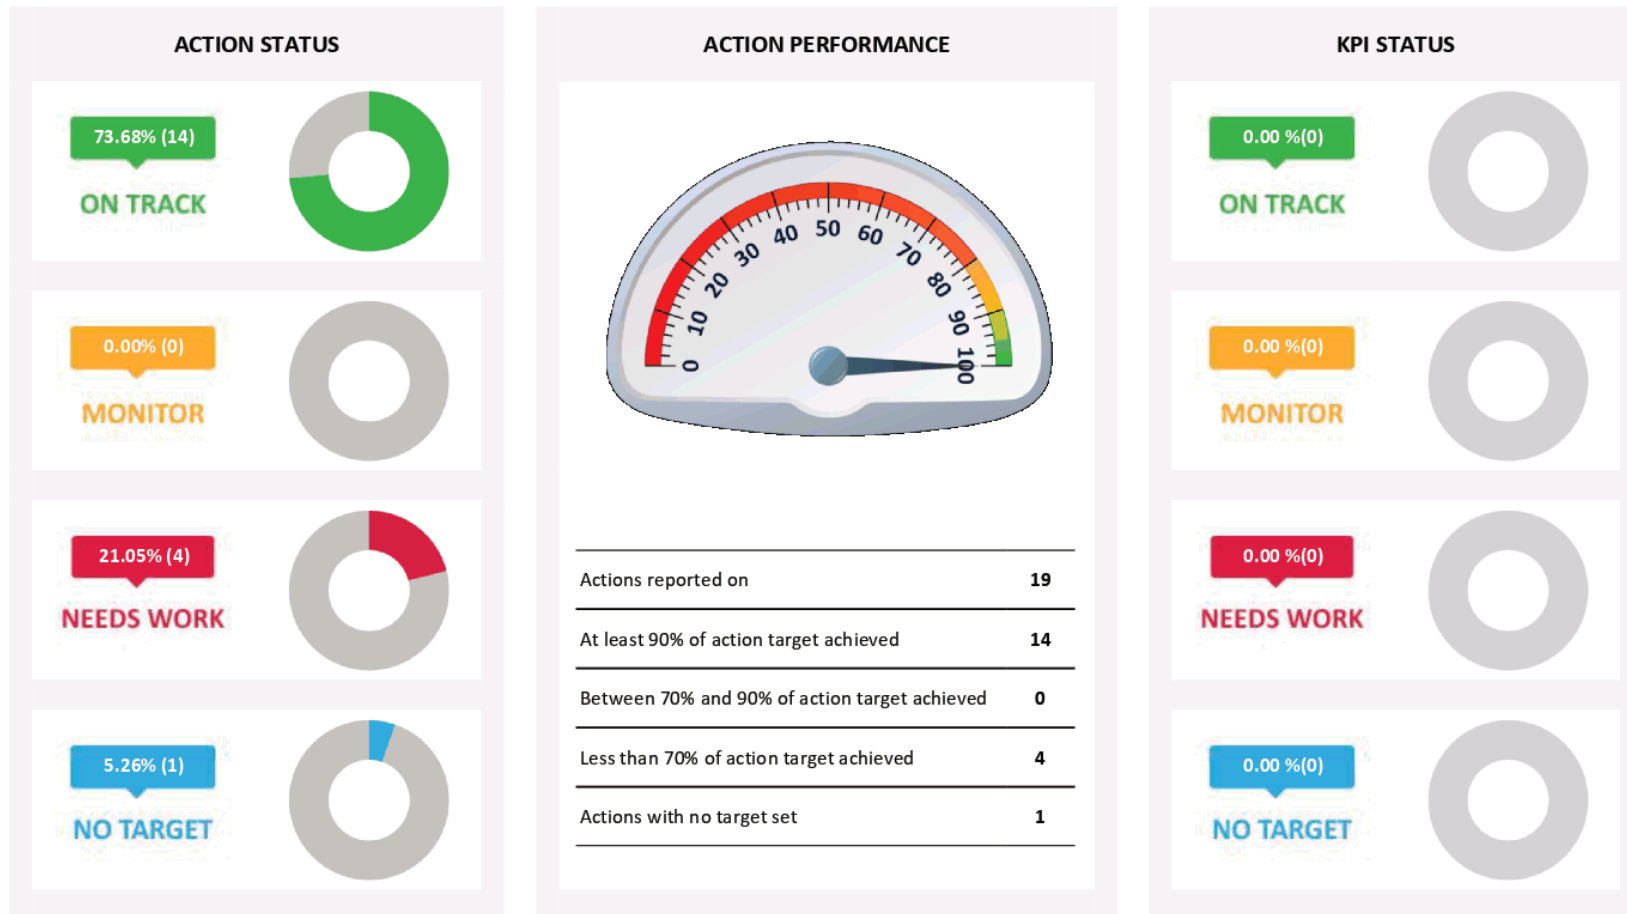 ACTION STATUS
73.68% (14)
ON TRACK
0.00% (0)
MONITOR
21.05% (4)
NEEDS WORK
5.26% (1)
NO TARGET
ACTION PERFORMANCE
0
10
20
30
40
50
60
70
80
90
100
Actions reported on 19
At least 90% of action target achieved 14
Between 70% and 90% of action target achieved 0
Less than 70% of action target achieved 4
Actions with no target set 1
KPI STATUS
0.00 %(0)
ON TRACK
0.00 %(0)
MONITOR
0.00 %(0)
NEEDS WORK
0.00 %(0)
NO TARGET